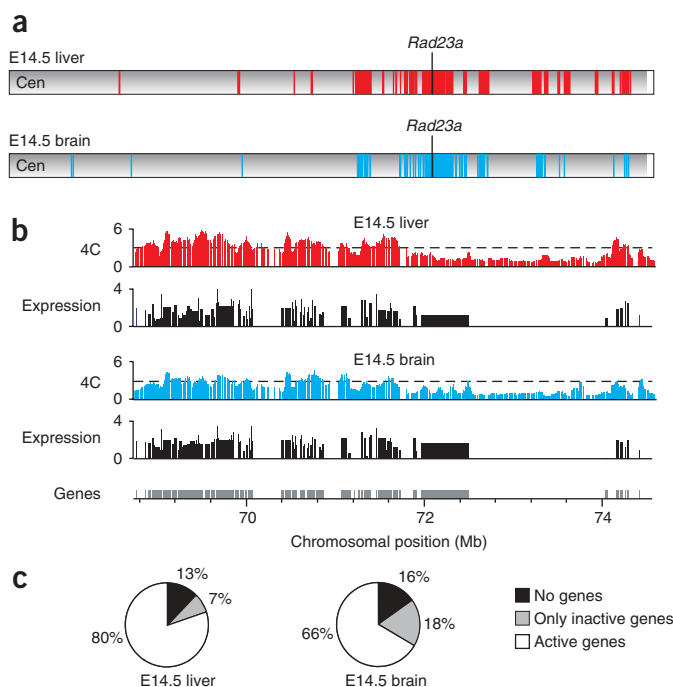 a
Rad23a
E14.5 liver
Cen
Rad23a
E14.5 brain
Cen
b
E14.5 liver
6
4C
0
4
Expression
0
E14.5 brain
6
4C
0
4
Expression
0
Genes
70 72 74
Chromosomal position (Mb)
c
13%
7%
80%
E14.5 liver
16%
18%
66%
E14.5 brain
No genes
Only inactive genes
Active genes